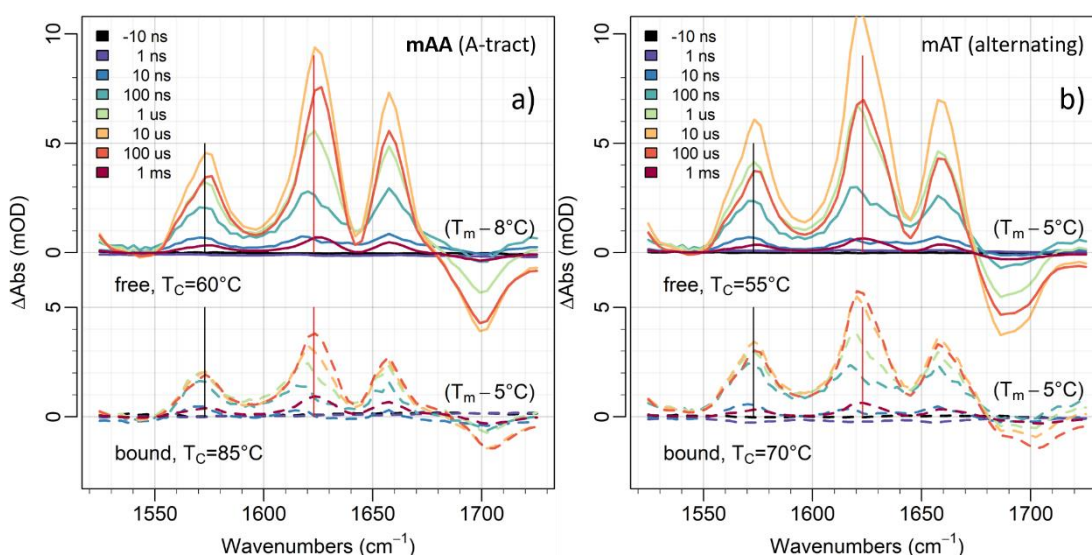 10
5
0
5
0
ΔAbs (mOD)
ΔAbs (mOD)
-10 ns
1 ns
10 ns
100 ns
1 us
10 us
100 us
1 ms
mAA (A-tract)
a)
(Tm−8°C)
free, TC=60°C
(Tm−5°C)
bound, TC=85°C
1550
1600
1650
1700
Wavenumbers (cm−1)
10
5
0
5
0
ΔAbs (mOD)
ΔAbs (mOD)
-10 ns
1 ns
10 ns
100 ns
1 us
10 us
100 us
1 ms
mAT (alternating)
b)
(Tm−5°C)
free, TC=55°C
(Tm−5°C)
bound, TC=70°C
1550
1600
1650
1700
Wavenumbers (cm−1)